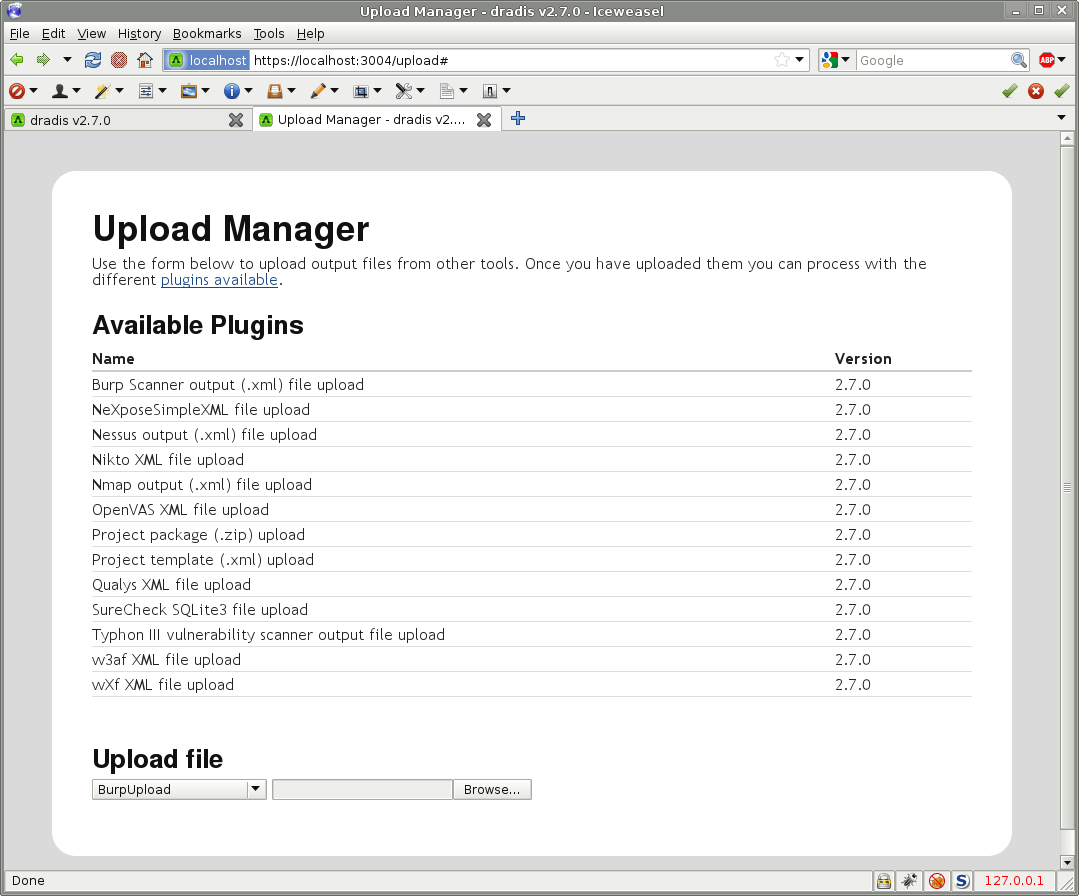 Upload Manager - dradis v2.7.0 - Iceweasel
File Edit View History Bookmarks Tools Help
localhost https://localhost:3004/upload# Google ABP
dradis v2.7.0 Upload Manager - dradis v2....
Upload Manager
Use the form below to upload output files from other tools. Once you have uploaded them you can process with the
different plugins available.
Available Plugins
Name Version
Burp Scanner output (.xml) file upload 2.7.0
NeXposeSimpleXML file upload 2.7.0
Nessus output (.xml) file upload 2.7.0
Nikto XML file upload 2.7.0
Nmap output (.xml) file upload 2.7.0
OpenVAS XML file upload 2.7.0
Project package (.zip) upload 2.7.0
Project template (.xml) upload 2.7.0
Qualys XML file upload 2.7.0
SureCheck SQLite3 file upload 2.7.0
Typhon III vulnerability scanner output file upload 2.7.0
w3af XML file upload 2.7.0
wXf XML file upload 2.7.0
Upload file
BurpUpload Browse...
Done S 127.0.0.1